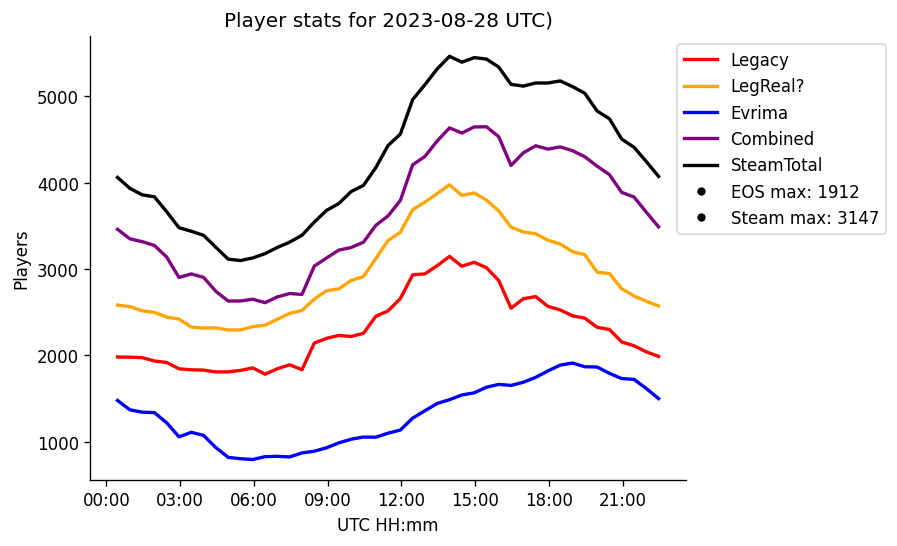 Player stats for 2023-08-28 UTC)
Legacy
LegReal?
Evrima
Combined
SteamTotal
EOS max: 1912
Steam max: 3147
Players
5000
4000
3000
2000
1000
00:00 03:00 06:00 09:00 12:00 15:00 18:00 21:00
UTC HH:mm